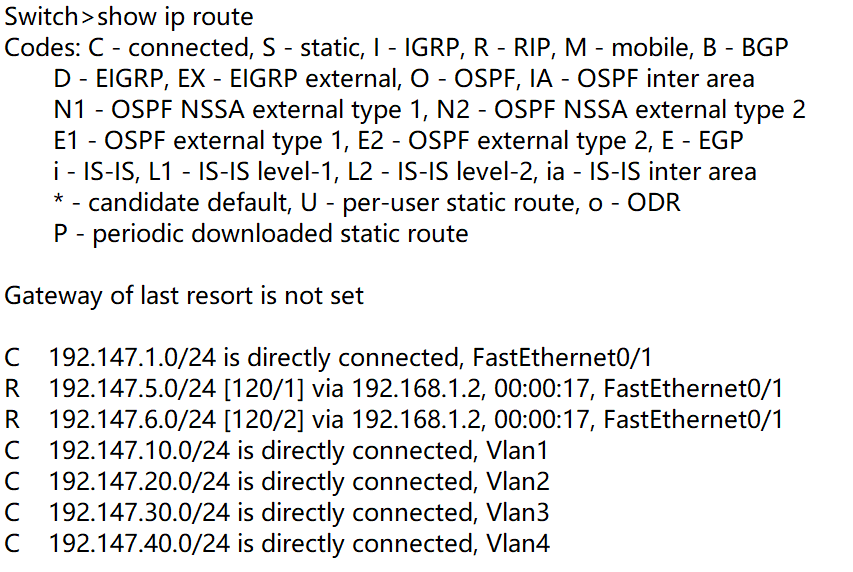 Switch>show ip route
Codes: C - connected, S - static, I - IGRP, R - RIP, M - mobile, B - BGP
D - EIGRP, EX - EIGRP external, O - OSPF, IA - OSPF inter area
N1 - OSPF NSSA external type 1, N2 - OSPF NSSA external type 2
E1 - OSPF external type 1, E2 - OSPF external type 2, E - EGP
i - IS-IS, L1 - IS-IS level-1, L2 - IS-IS level-2, ia - IS-IS inter area
* - candidate default, U - per-user static route, o - ODR
P - periodic downloaded static route
Gateway of last resort is not set
C 192.147.1.0/24 is directly connected, FastEthernet0/1
R 192.147.5.0/24 [120/1] via 192.168.1.2, 00:00:17, FastEthernet0/1
R 192.147.6.0/24 [120/2] via 192.168.1.2, 00:00:17, FastEthernet0/1
C 192.147.10.0/24 is directly connected, Vlan1
C 192.147.20.0/24 is directly connected, Vlan2
C 192.147.30.0/24 is directly connected, Vlan3
C 192.147.40.0/24 is directly connected, Vlan4